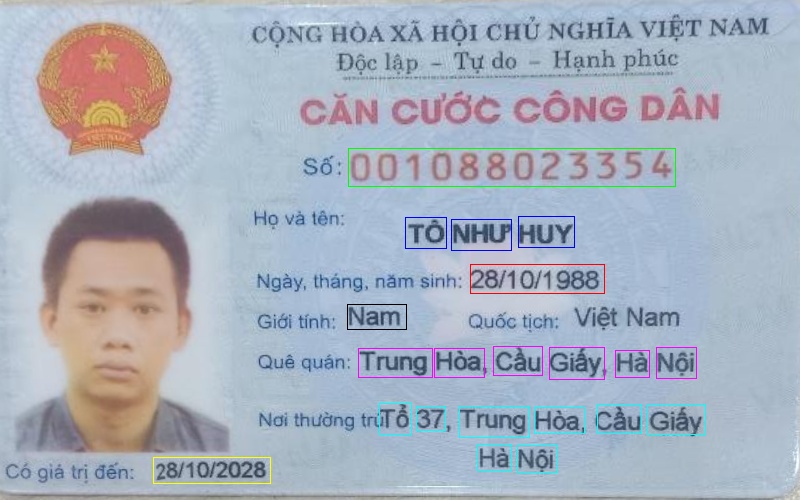 CỘNG HÒA XÃ HỘI CHỦ NGHĨA VIỆT NAM
Độc lập - Tự do - Hạnh phúc
CĂN CƯỚC CÔNG DÂN
Số: 001088023354
Họ và tên:
TÔ NHƯ HUY
Ngày, tháng, năm sinh: 28/10/1988
Giới tính: Nam Quốc tịch: Việt Nam
Quê quán: Trung Hòa, Cầu Giấy, Hà Nội
Nơi thường trú: Tổ 37, Trung Hòa, Cầu Giấy
Hà Nội
Có giá trị đến: 28/10/2028